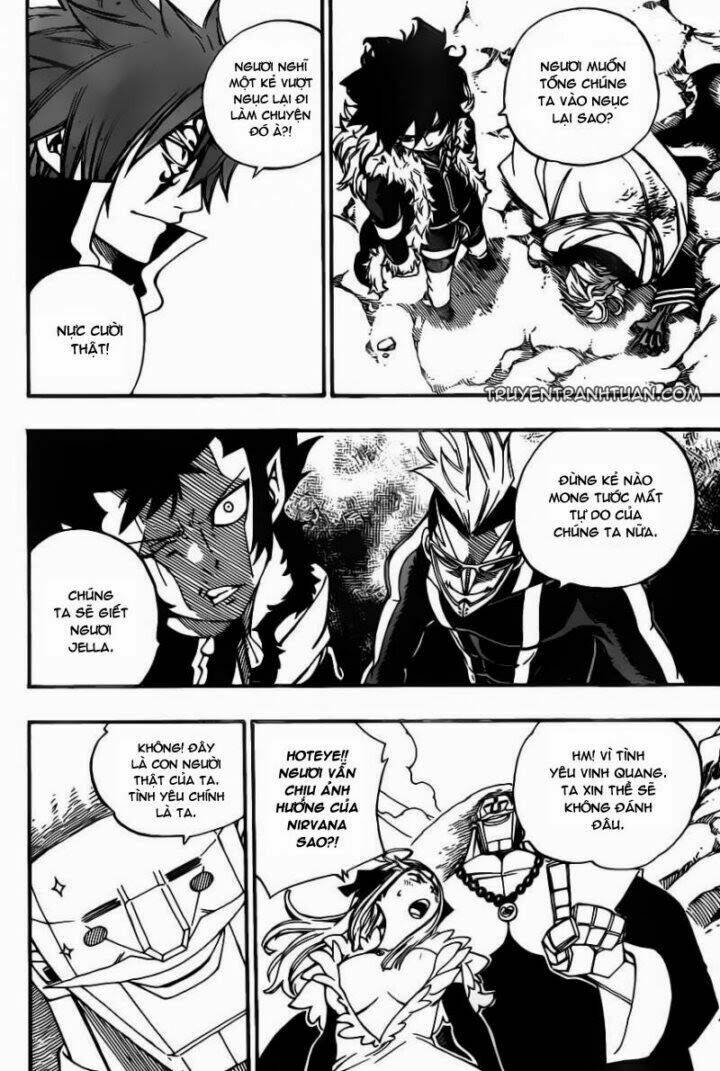 NGƯƠI MUỐN
TỐNG CHÚNG
TA VÀO NGỤC
LẠI SAO?
NGƯƠI NGHĨ
MỘT KẺ VƯỢT
NGỤC LẠI ĐI
LÀM CHUYỆN
ĐÓ À?!
NỰC CƯỜI
THẬT!
TRUYENTRANHTUAN.COM
ĐỪNG KẺ NÀO
MONG TƯỚC MẤT
TỰ DO CỦA
CHÚNG TA NỮA.
CHÚNG
TA SẼ GIẾT
NGƯƠI
JELLA.
HM! VÌ TÌNH
YÊU VINH QUANG.
TA XIN THỀ SẼ
KHÔNG ĐÁNH
ĐÂU.
HOTEYE!!
NGƯƠI VẪN
CHỊU ẢNH
HƯỚNG CỦA
NIRVANA
SAO?!
KHÔNG! ĐÂY
LÀ CON NGƯỜI
THẬT CỦA TA.
TÌNH YÊU CHÍNH
LÀ TA.